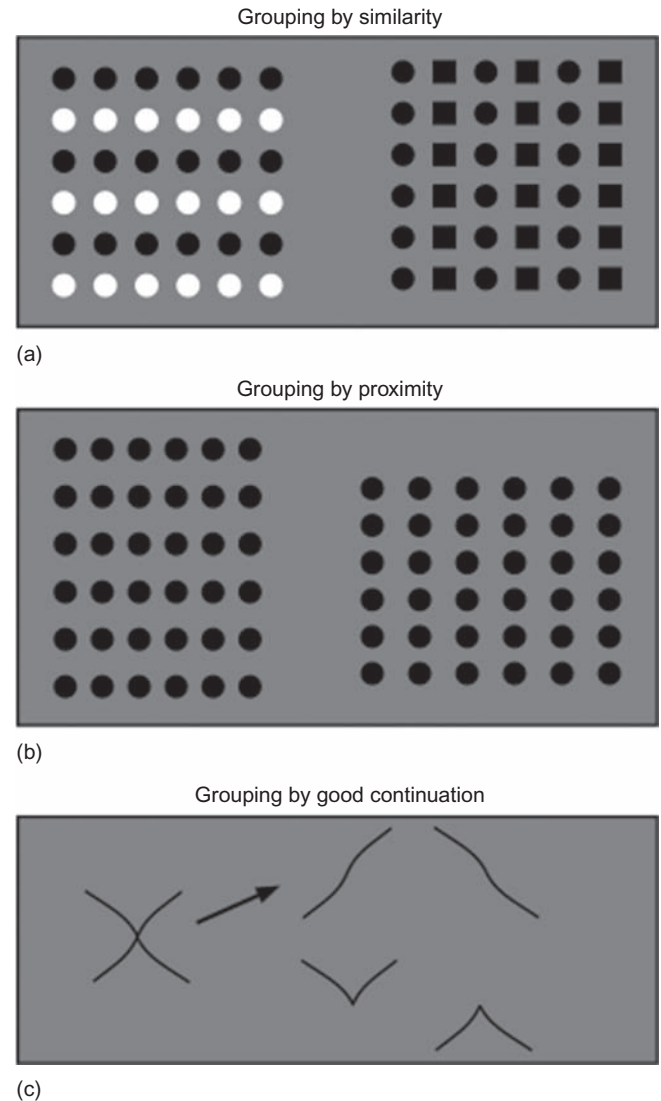 Grouping by similarity
(a)
Grouping by proximity
(b)
Grouping by good continuation
(c)